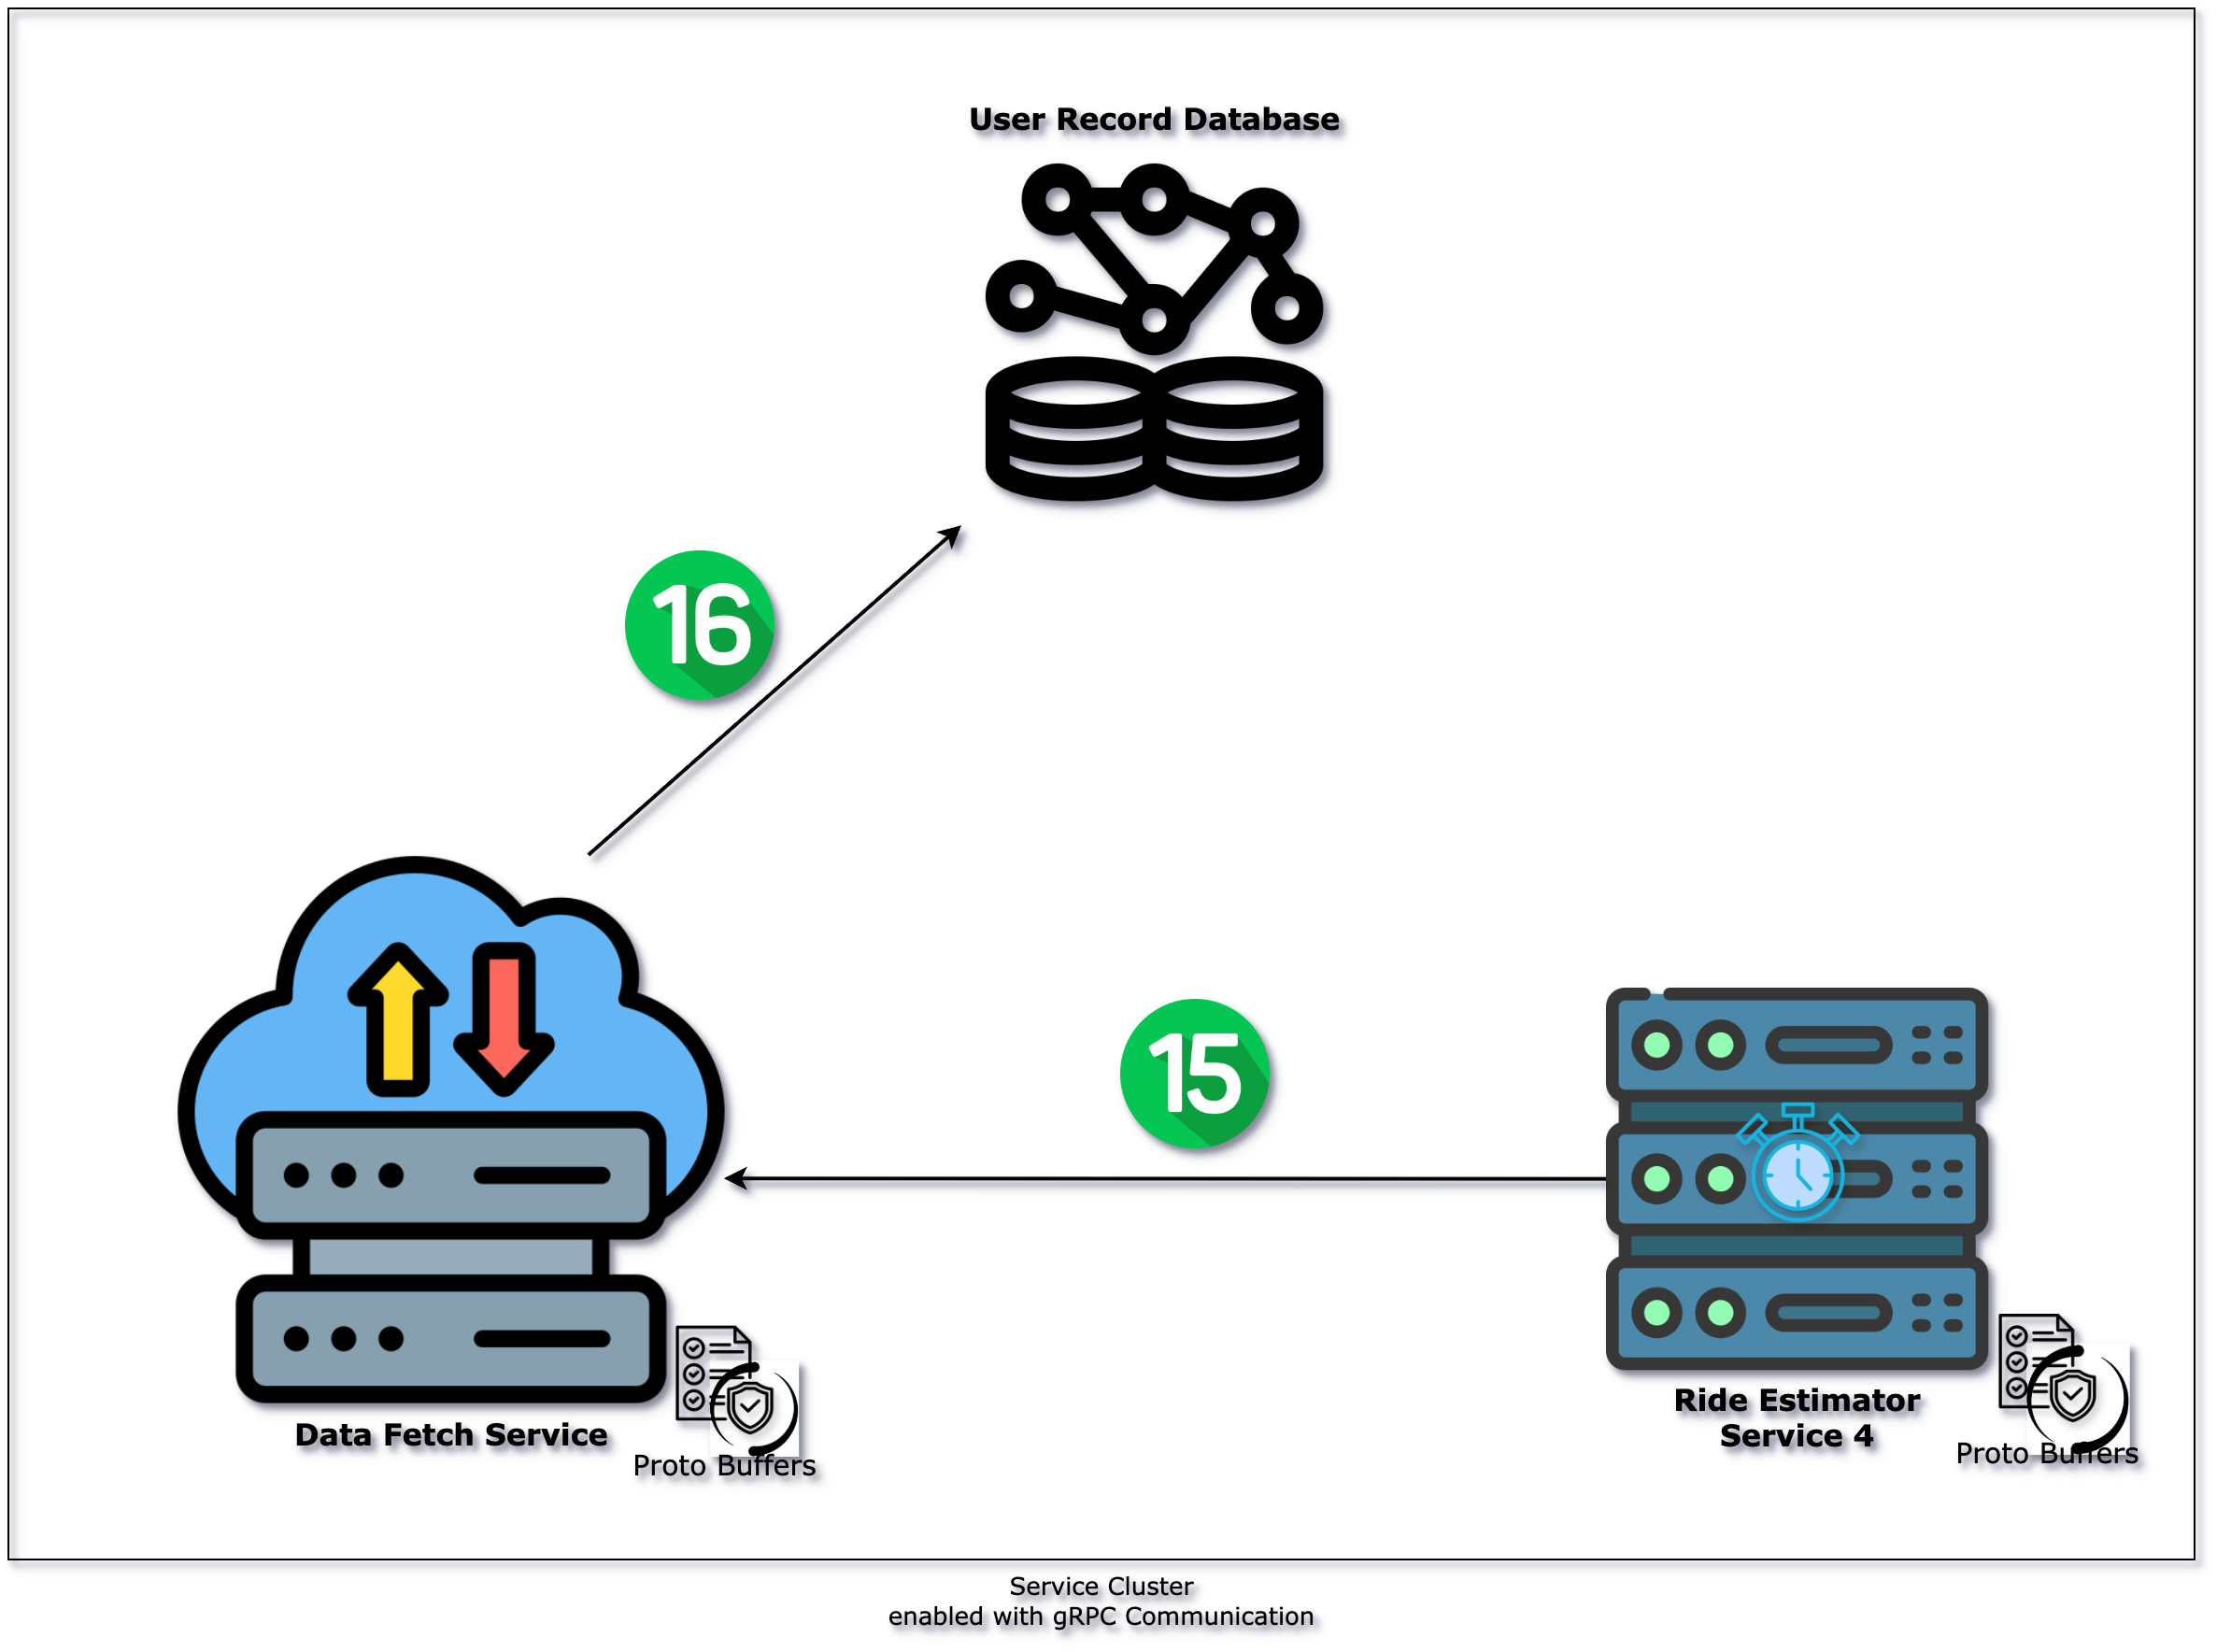 User Record Database
16
15
Data Fetch Service
Proto Buffers
Ride Estimator
Service 4
Proto Buffers
Service Cluster
enabled with gRPC Communication